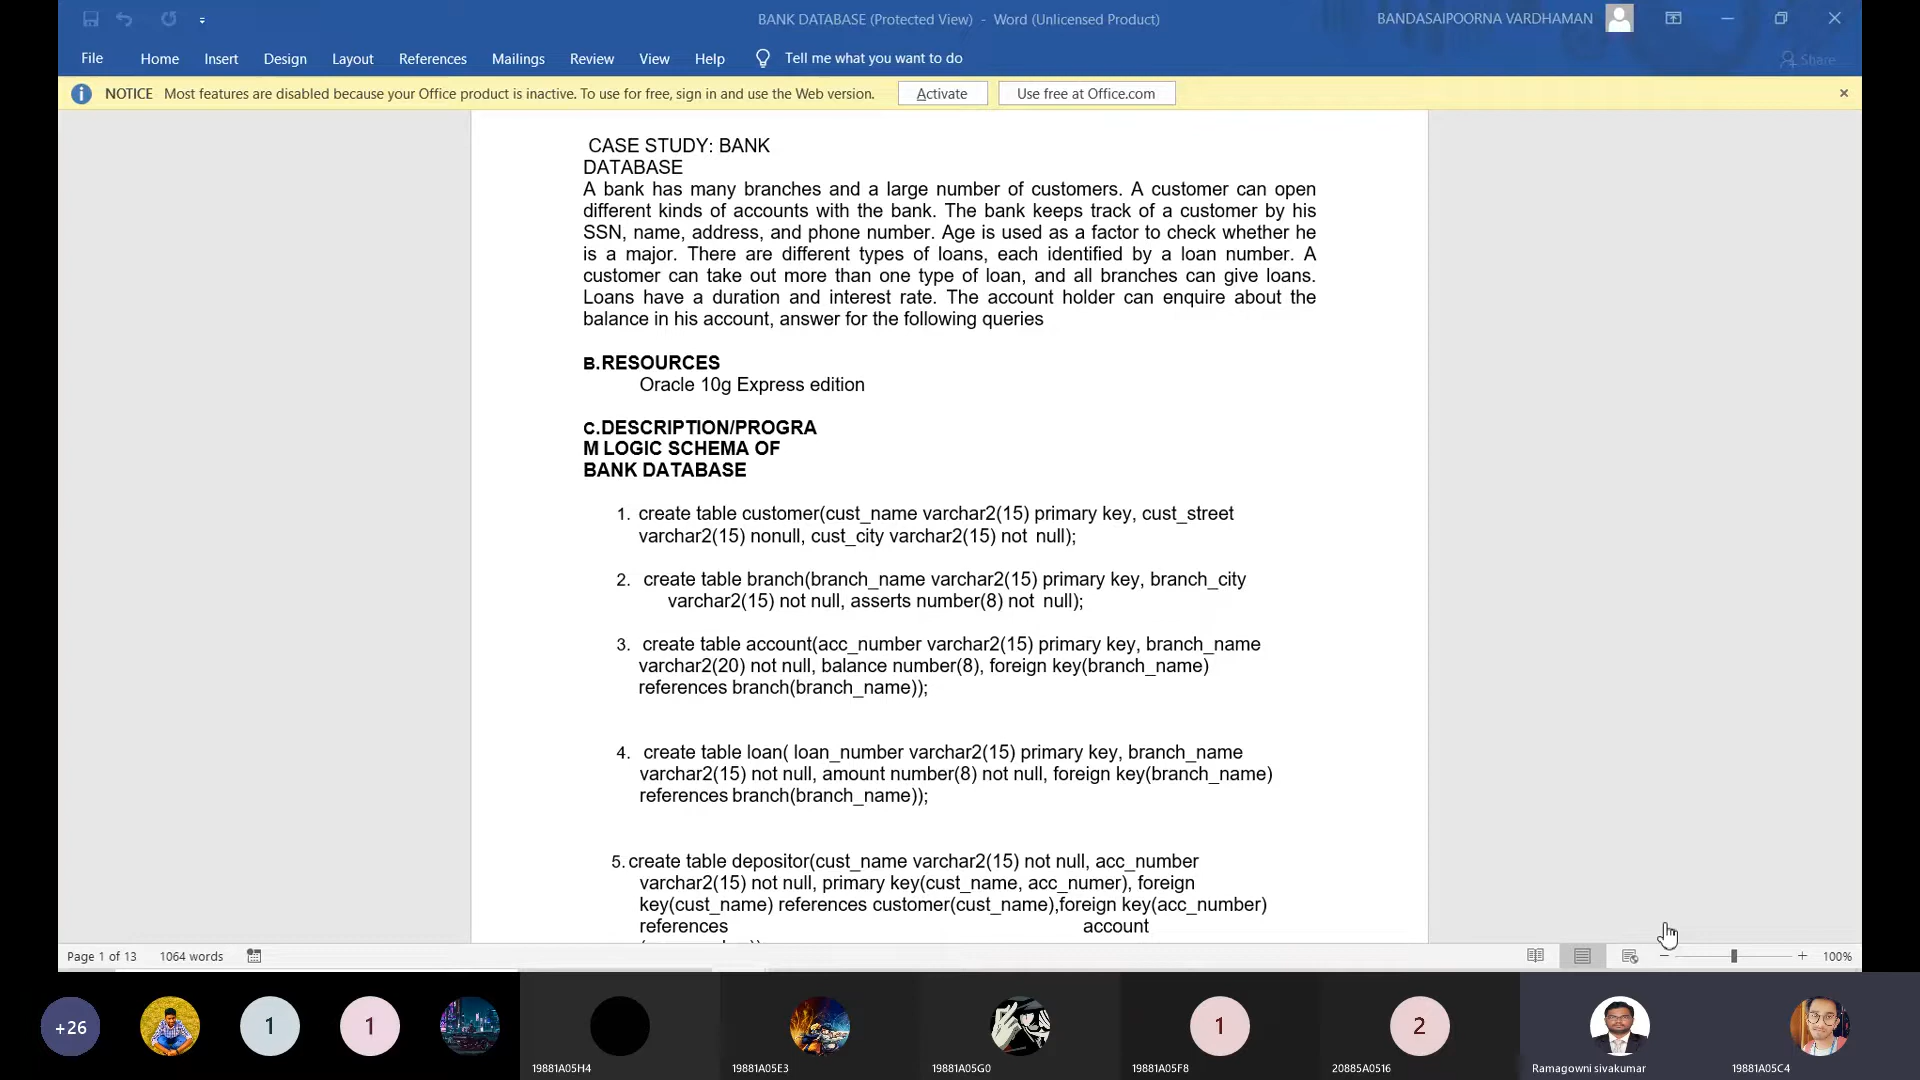 BANK DATABASE (Protected View) - Word (Unlicensed Product)
BANDASAIPOORNA VARDHAMAN
File Home Insert Design Layout References Mailings Review View Help Tell me what you want to do Share
NOTICE Most features are disabled because your Office product is inactive. To use for free, sign in and use the Web version. Activate Use free at Office.com
CASE STUDY: BANK
DATABASE
A bank has many branches and a large number of customers. A customer can open
different kinds of accounts with the bank. The bank keeps track of a customer by his
SSN, name, address, and phone number. Age is used as a factor to check whether he
is a major. There are different types of loans, each identified by a loan number. A
customer can take out more than one type of loan, and all branches can give loans.
Loans have a duration and interest rate. The account holder can enquire about the
balance in his account, answer for the following queries
B.RESOURCES
Oracle 10g Express edition
C.DESCRIPTION/PROGRA
M LOGIC SCHEMA OF
BANK DATABASE
1. create table customer(cust_name varchar2(15) primary key, cust_street
varchar2(15) nonull, cust_city varchar2(15) not null);
2. create table branch(branch_name varchar2(15) primary key, branch_city
varchar2(15) not null, asserts number(8) not null);
3. create table account(acc_number varchar2(15) primary key, branch_name
varchar2(20) not null, balance number(8), foreign key(branch_name)
references branch(branch_name));
4. create table loan( loan_number varchar2(15) primary key, branch_name
varchar2(15) not null, amount number(8) not null, foreign key(branch_name)
references branch(branch_name));
5. create table depositor(cust_name varchar2(15) not null, acc_number
varchar2(15) not null, primary key(cust_name, acc_numer), foreign
key(cust_name) references customer(cust_name),foreign key(acc_number)
references account
Page 1 of 13 1064 words 100%
+26 1 1 1 2
19881A05H4 19881A05E3 19881A05G0 19881A05F8 20885A0516 Ramagowni sivakumar 19881A05C4